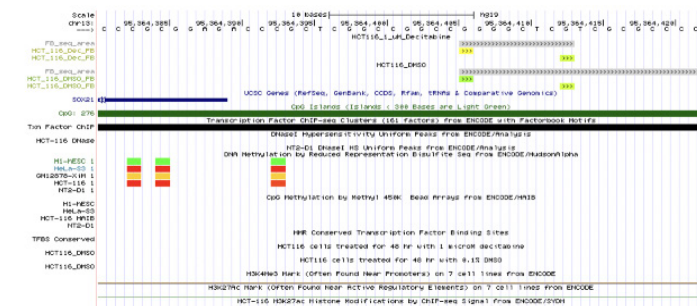 Scale 10 bases hg19
chr13: 95,364,385 95,364,390 95,364,395 95,364,400 95,364,405 95,364,410 95,364,415 95,364,420
--->
HCT116_1_uM_Decitabine
FB_seq_area
HCT_116_Dec_FB
HCT_116_Dec_FB
HCT116_DMSO
FB_seq_area
HCT_116_DMSO_FB
HCT_116_DMSO_FB
UCSC Genes (RefSeq, GenBank, CCDS, Rfam, tRNAs & Comparative Genomics)
SOX21
CpG Islands (Islands < 300 Bases are Light Green)
CpG: 276
Transcription Factor ChIP-seq Clusters (161 factors) from ENCODE with Factorbook Motifs
Txn Factor ChIP
DNaseI Hypersensitivity Uniform Peaks from ENCODE/Analysis
HCT-116 DNase
NT2-D1 DNaseI HS Uniform Peaks from ENCODE/Analysis
DNA Methylation by Reduced Representation Bisulfite Seq from ENCODE/HudsonAlpha
H1-hESC 1
HeLa-S3 1
GM12878-XiM 1
HCT-116 1
NT2-D1 1
CpG Methylation by Methyl 450K Bead Arrays from ENCODE/HAIB
H1-hESC
HeLa-S3
HCT-116 HAIB
NT2-D1
HMR Conserved Transcription Factor Binding Sites
TFBS Conserved
HCT116 cells treated for 48 hr with 1 microM decitabine
HCT116_DMSO
HCT116 cells treated for 48 hr with 0.1% DMSO
HCT116_DMSO
H3K4Me3 Mark (Often Found Near Promoters) on 7 cell lines from ENCODE
H3K27Ac Mark (Often Found Near Active Regulatory Elements) on 7 cell lines from ENCODE
HCT-116 H3K27ac Histone Modifications by ChIP-seq Signal from ENCODE/SYDH